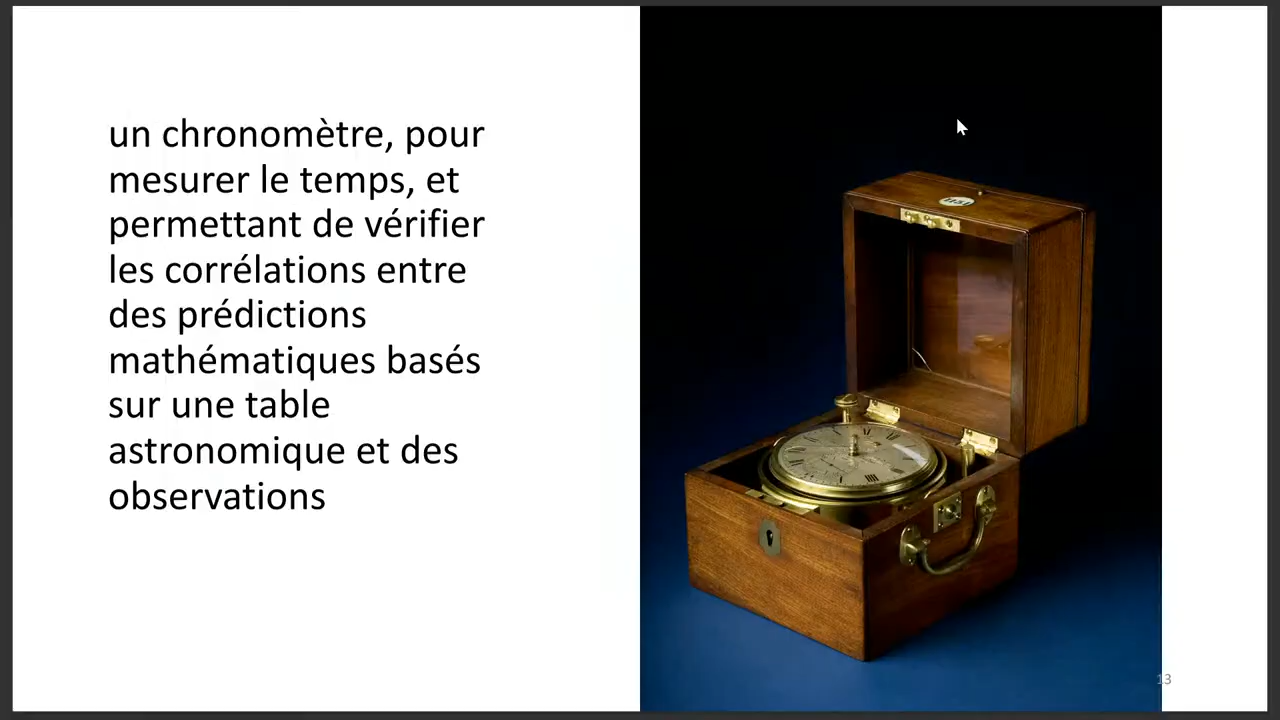 un chronomètre, pour
mesurer le temps, et
permettant de vérifier
les corrélations entre
des prédictions
mathématiques basés
sur une table
astronomique et des
observations
13